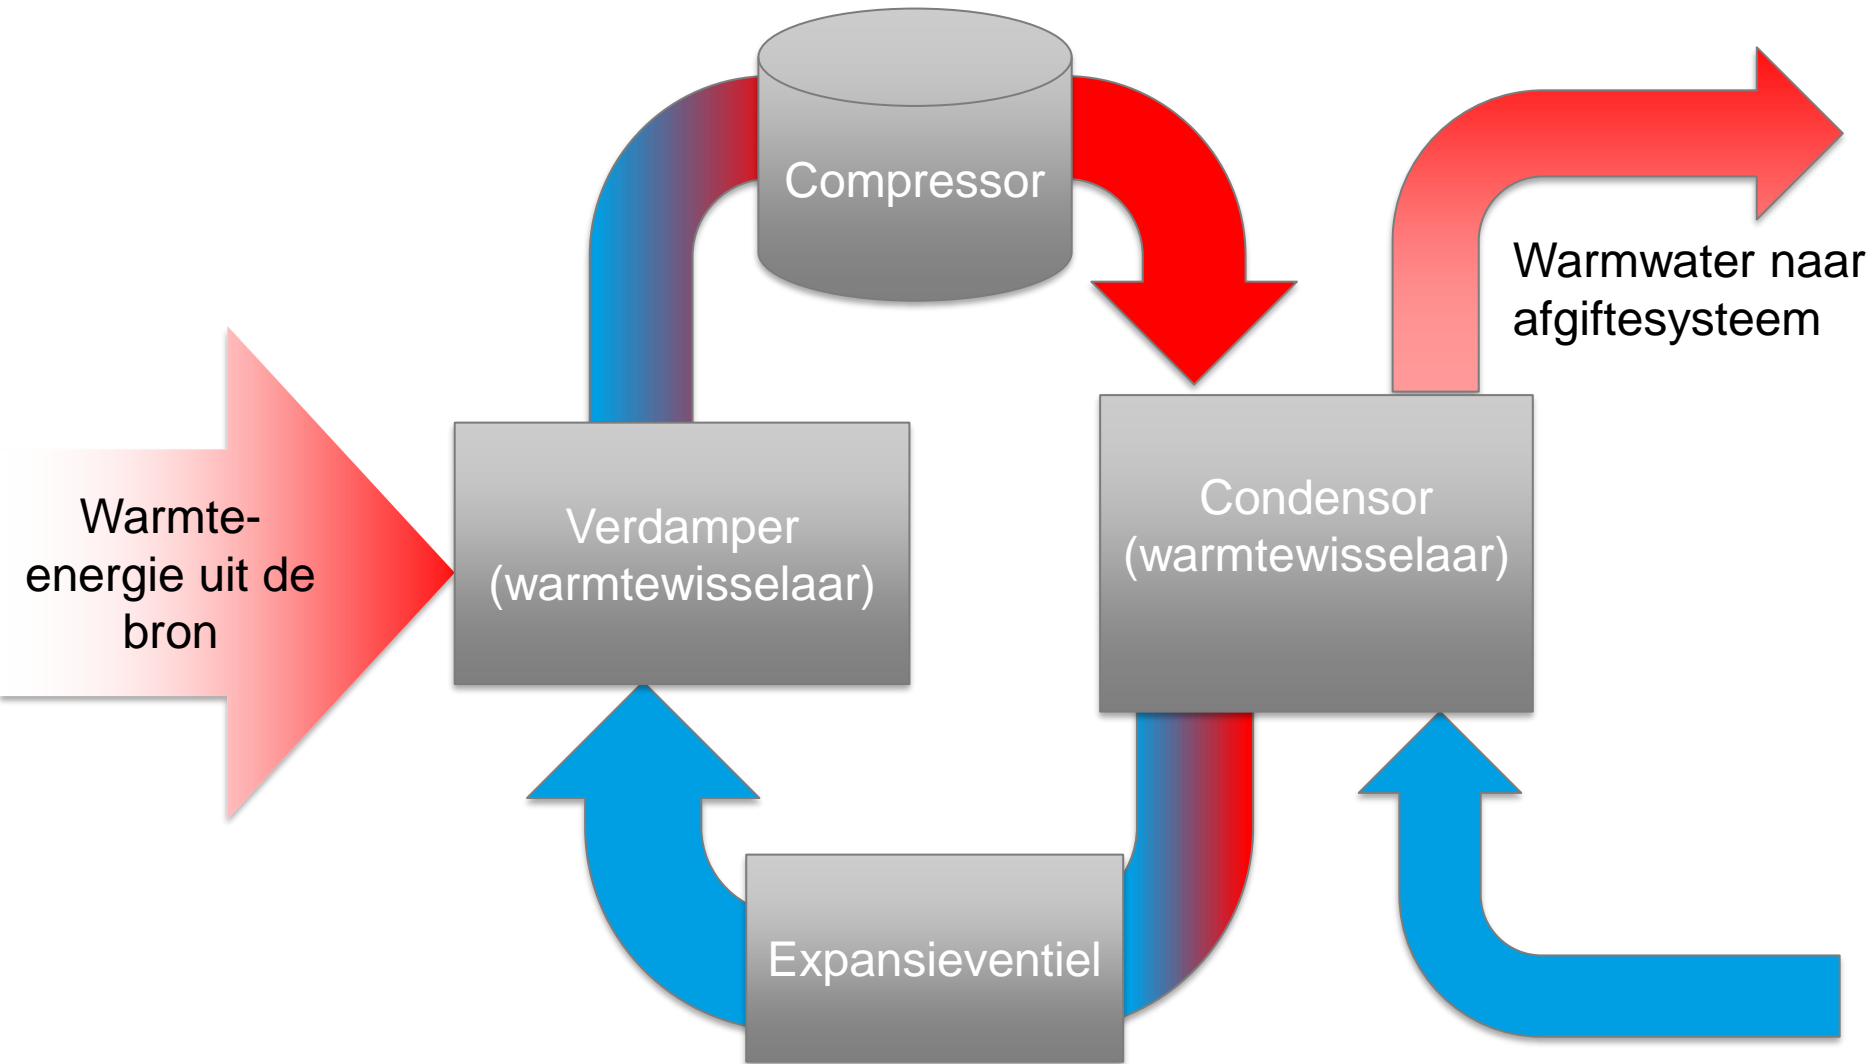 Compressor
Warmwater naar
afgiftesysteem
Warmte-
energie uit de
bron
Verdamper
(warmtewisselaar)
Condensor
(warmtewisselaar)
Expansieventiel